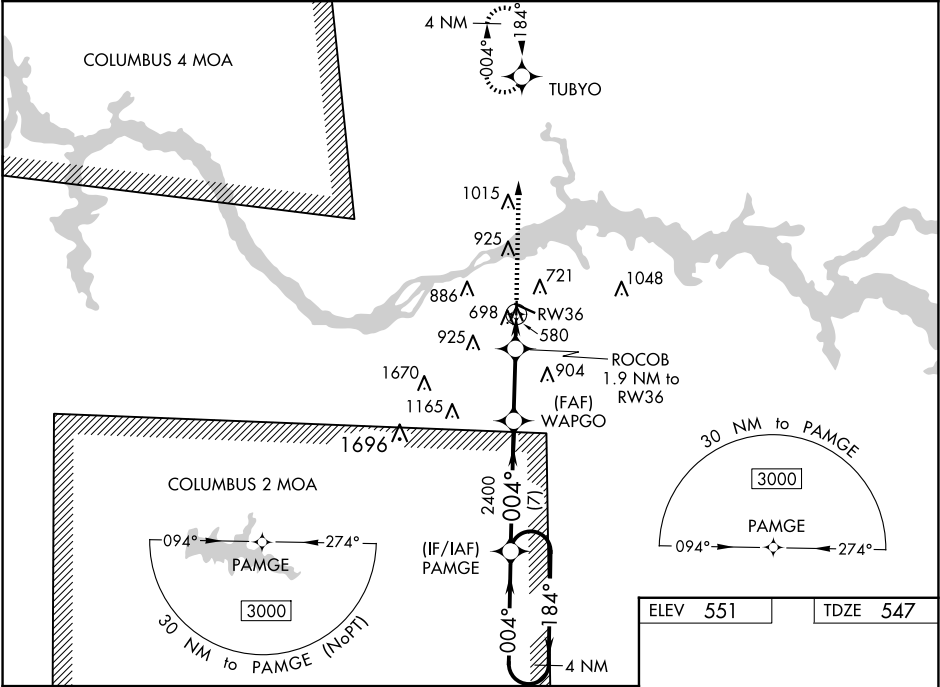 4 NM
184°
004°
TUBYO
COLUMBUS 4 MOA
1015
925
721
1048
886
698
RW36
580
925
ROCOB
1.9 NM to
RW36
904
1670
1165
(FAF)
WAPGO
1696
COLUMBUS 2 MOA
2400
004°
(7)
094°
274°
PAMGE
3000
30 NM to PAMGE (NoPT)
(IF/IAF)
PAMGE
004°
184°
4 NM
30 NM to PAMGE
3000
PAMGE
094°
274°
ELEV 551
TDZE 547